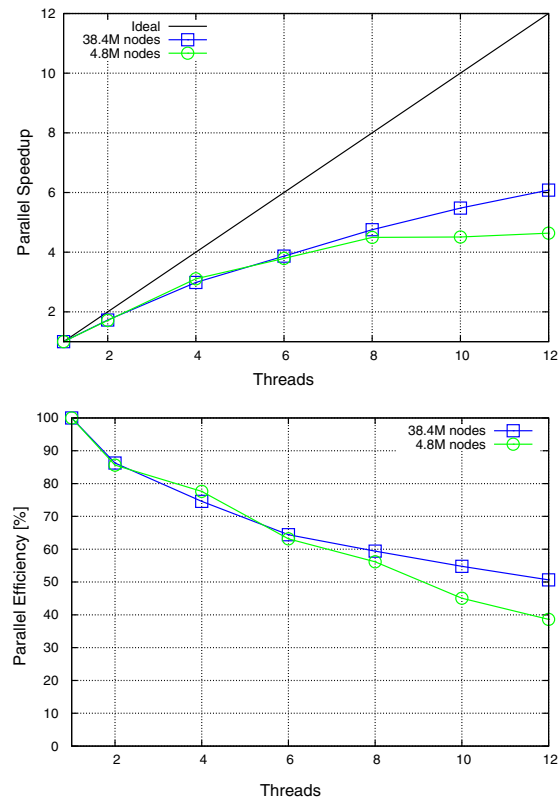 12
10
8
6
4
2
Parallel Speedup
Ideal
38.4M nodes
4.8M nodes
2 4 6 8 10 12
Threads
100
90
80
70
60
50
40
30
20
10
0
Parallel Efficiency [%]
38.4M nodes
4.8M nodes
2 4 6 8 10 12
Threads